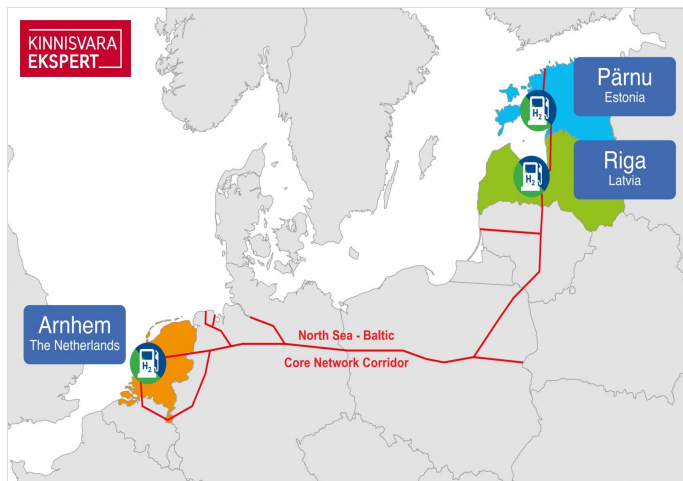 KINNISVARA
EKSPERT
Pärnu
Estonia
H2
Riga
Latvia
H2
Arnhem
The Netherlands
H2
North Sea - Baltic
Core Network Corridor